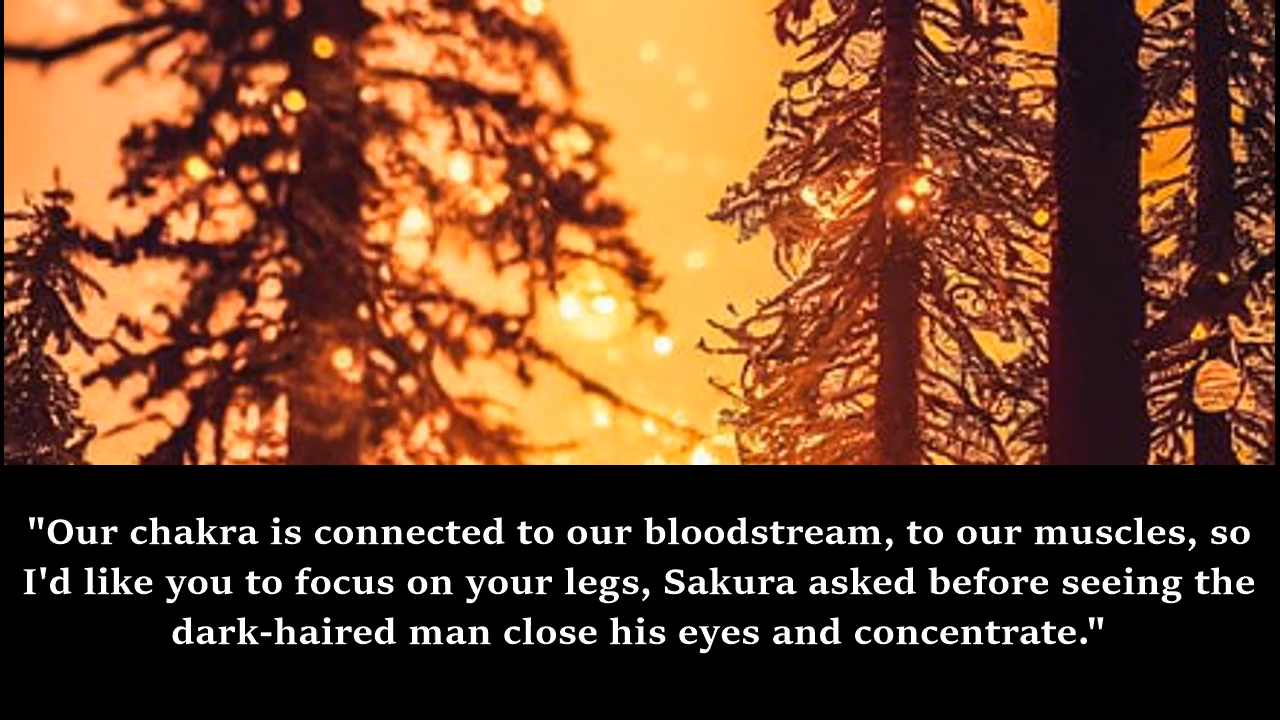 "Our chakra is connected to our bloodstream, to our muscles, so
I'd like you to focus on your legs, Sakura asked before seeing the
dark-haired man close his eyes and concentrate."